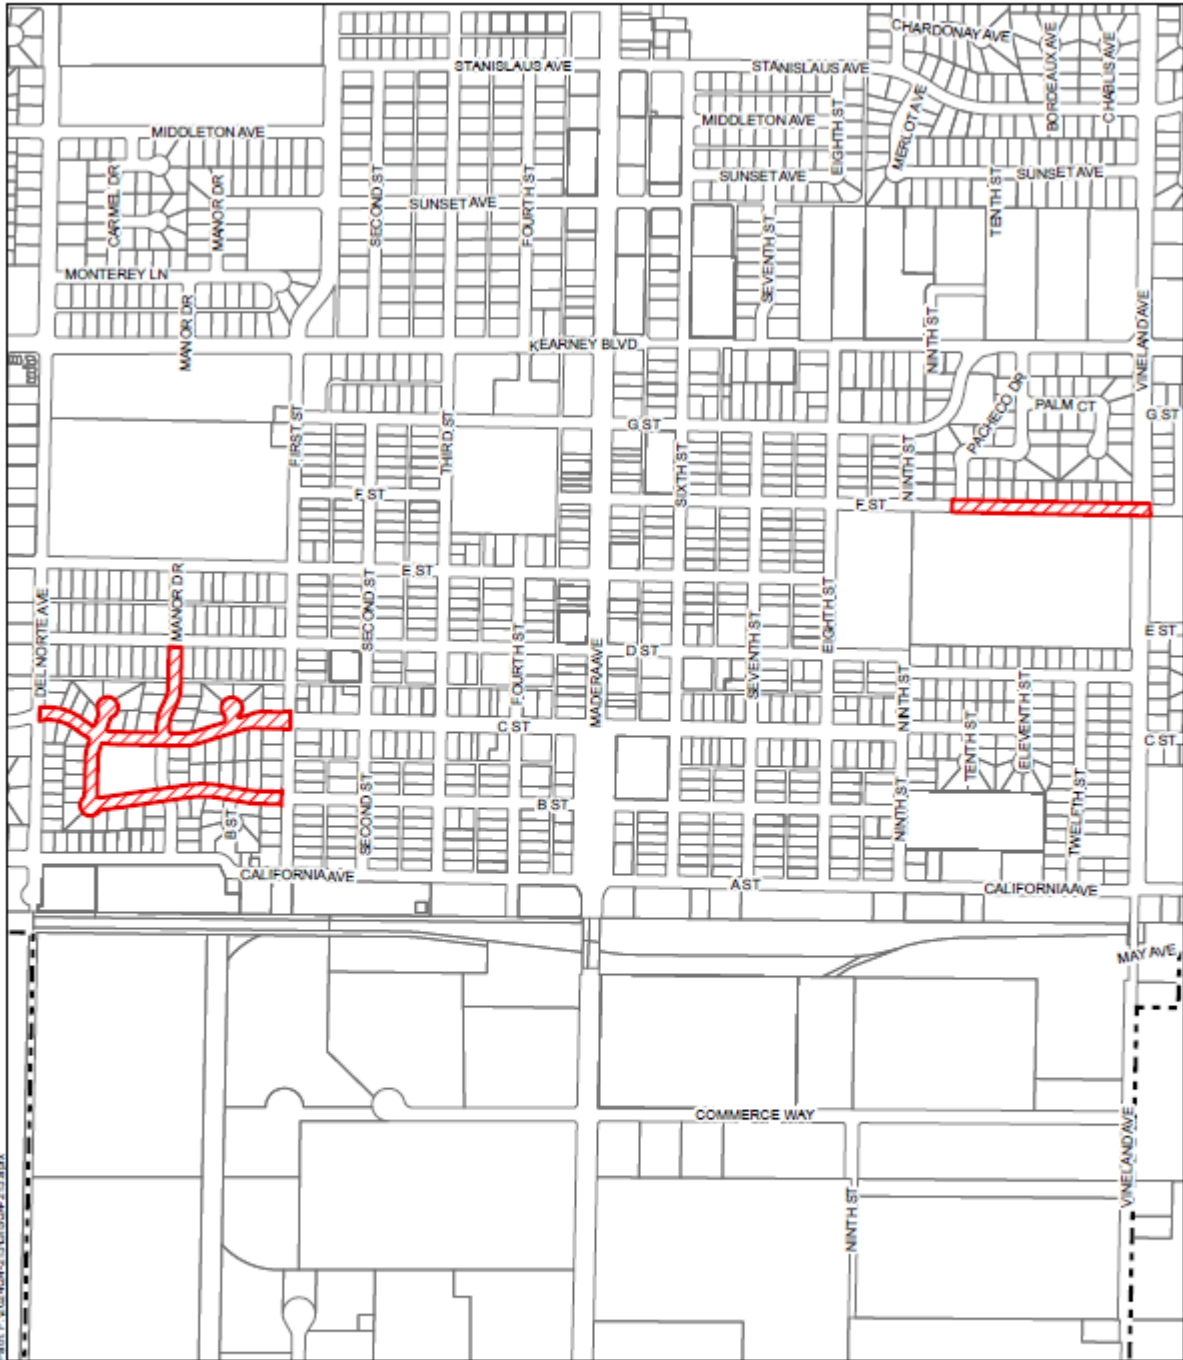 CHARDONAY AVE
BORDEAUX AVE
CHABLIS AVE
STANISLAUS AVE
STANISLAUS AVE
MERLOT AVE
MIDDLETON AVE
MIDDLETON AVE
EIGHTH ST
CARMEL DR
MANOR DR
SECOND ST
SUNSET AVE
FOURTH ST
SUNSET AVE
SUNSET AVE
TENTH ST
SEVENTH ST
MONTEREY LN
MANOR DR
KEARNEY BLVD
NINTH ST
VINELAND AVE
PACHECO DR
PALM CT
G ST
FIRST ST
THIRD ST
G ST
SIXTH ST
NINTH ST
F ST
F ST
E ST
DEL NORTE AVE
MANOR DR
SECOND ST
FOURTH ST
MADERA AVE
D ST
SEVENTH ST
EIGHTH ST
E ST
NINTH ST
TENTH ST
ELEVENTH ST
C ST
C ST
SECOND ST
B ST
B ST
NINTH ST
TWELFTH ST
CALIFORNIA AVE
A ST
CALIFORNIA AVE
MAY AVE
COMMERCE WAY
NINTH ST
VINELAND AVE